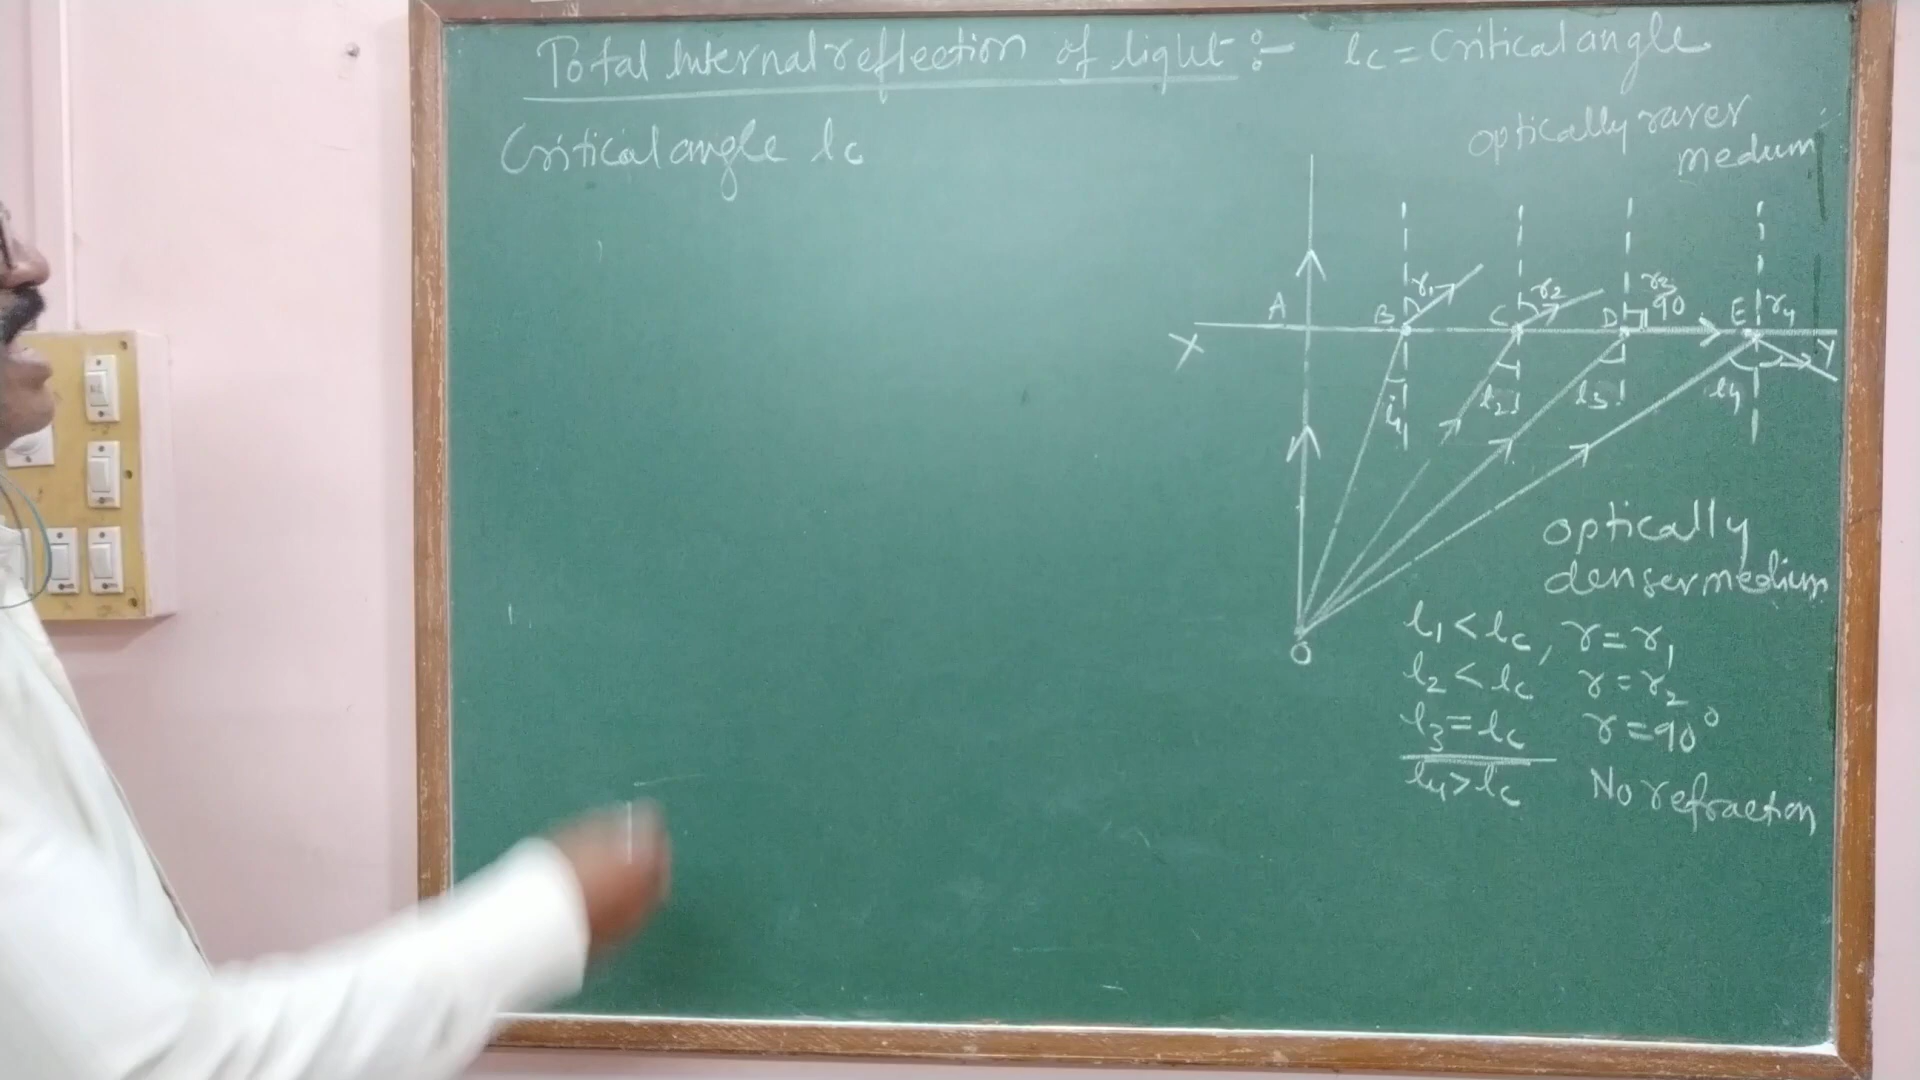 Total Internal reflection of light :- ic = Critical angle
Critical angle ic
optically rarer
medium
A B r1 C r2 D r3 90 E r4
X Y
i1 i2 i3 i4
optically
denser medium
O
i1 < ic, r = r1
i2 < ic r = r2
i3 = ic r = 90°
i4 > ic No refraction